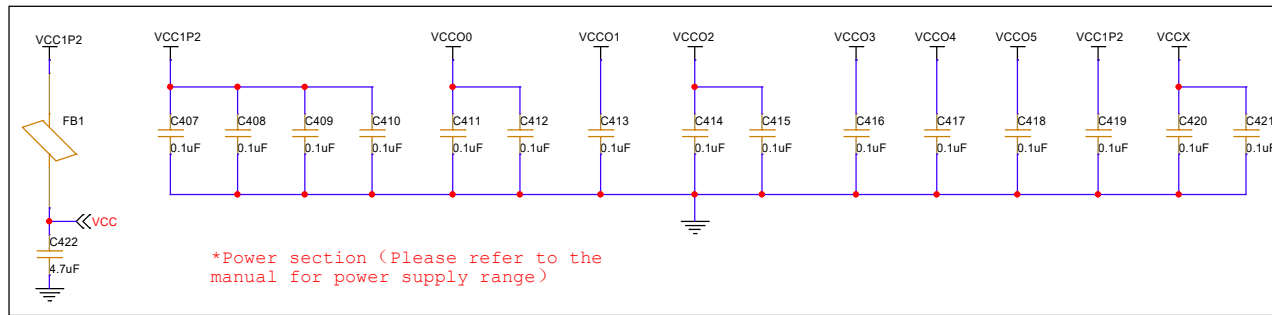 VCC1P2 VCC1P2 VCCO0 VCCO1 VCCO2 VCCO3 VCCO4 VCCO5 VCC1P2 VCCX
FB1 C407 C408 C409 C410 C411 C412 C413 C414 C415 C416 C417 C418 C419 C420 C421
0.1uF 0.1uF 0.1uF 0.1uF 0.1uF 0.1uF 0.1uF 0.1uF 0.1uF 0.1uF 0.1uF 0.1uF 0.1uF 0.1uF 0.1uF
VCC
C422
4.7uF
*Power section（Please refer to the
manual for power supply range）